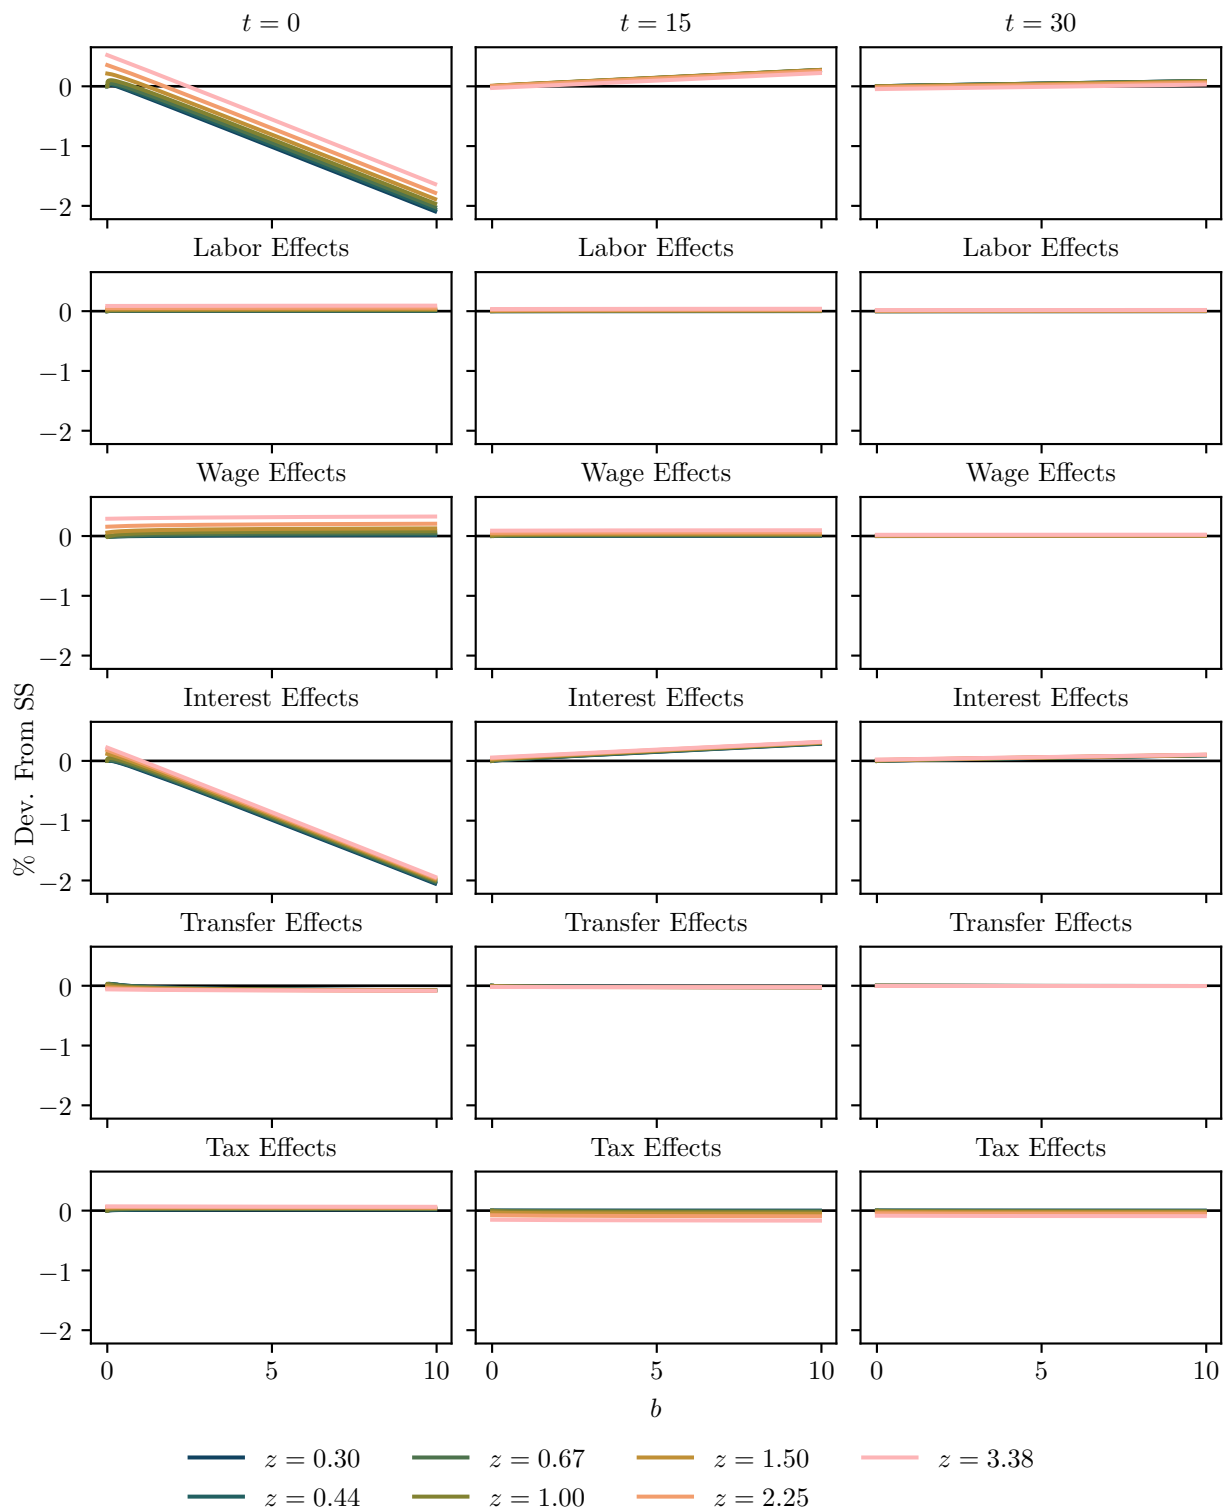 t = 0 t = 15 t = 30
0
−1
−2
Labor Effects Labor Effects Labor Effects
0
−1
−2
Wage Effects Wage Effects Wage Effects
0
−1
−2
Interest Effects Interest Effects Interest Effects
% Dev. From SS
0
−1
−2
Transfer Effects Transfer Effects Transfer Effects
0
−1
−2
Tax Effects Tax Effects Tax Effects
0
−1
−2
0 5 10 0 5 10 0 5 10
b
z = 0.30 z = 0.67 z = 1.50 z = 3.38
z = 0.44 z = 1.00 z = 2.25